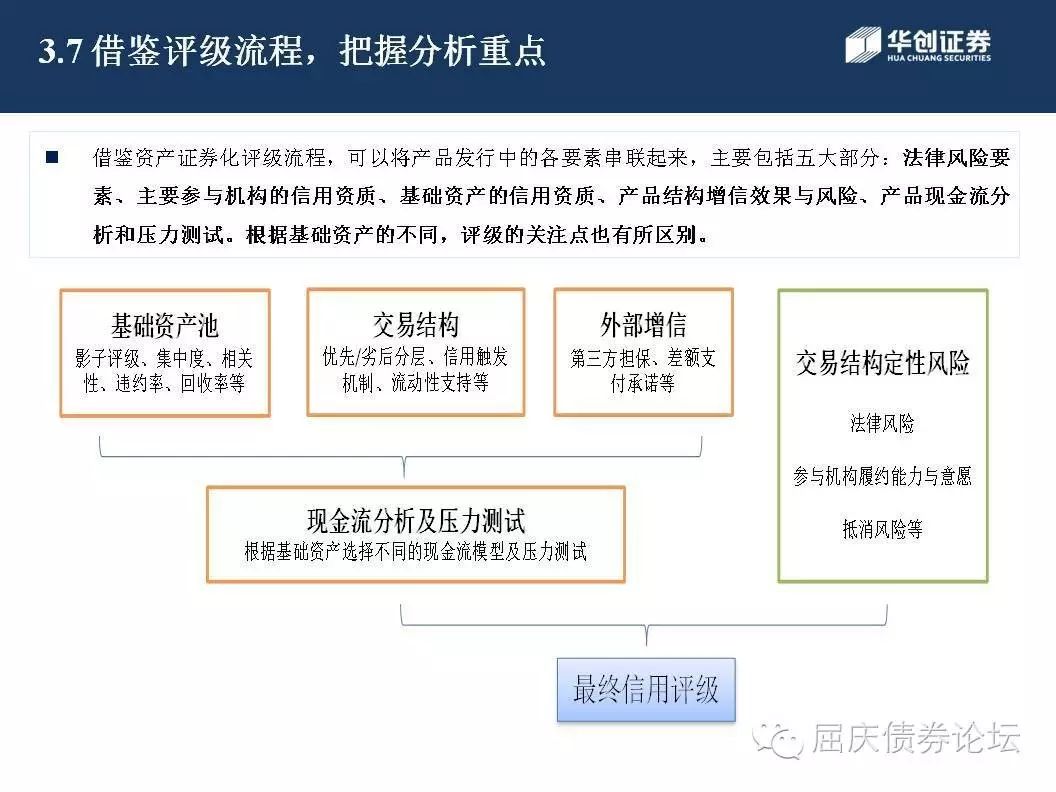 3.7 借鉴评级流程，把握分析重点
华创证券
HUA CHUANG SECURITIES
借鉴资产证券化评级流程，可以将产品发行中的各要素串联起来，主要包括五大部分：法律风险要
素、主要参与机构的信用资质、基础资产的信用资质、产品结构增信效果与风险、产品现金流分
析和压力测试。根据基础资产的不同，评级的关注点也有所区别。
基础资产池
影子评级、集中度、相关
性、违约率、回收率等
交易结构
优先/劣后分层、信用触发
机制、流动性支持等
外部增信
第三方担保、差额支
付承诺等
交易结构定性风险
法律风险
参与机构履约能力与意愿
抵消风险等
现金流分析及压力测试
根据基础资产选择不同的现金流模型及压力测试
最终信用评级
屈庆债券论坛